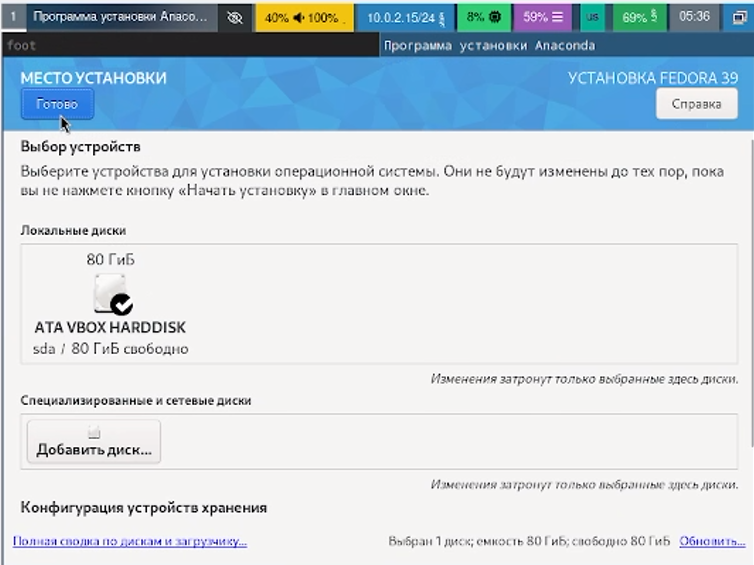 1 Программа установки Anaco... 40% 100% 10.0.2.15/24 8% 59% us 69% 05:36
foot Программа установки Anaconda
МЕСТО УСТАНОВКИ УСТАНОВКА FEDORA 39
Готово Справка
Выбор устройств
Выберите устройства для установки операционной системы. Они не будут изменены до тех пор, пока
вы не нажмете кнопку «Начать установку» в главном окне.
Локальные диски
80 ГиБ
ATA VBOX HARDDISK
sda / 80 ГиБ свободно
Изменения затронут только выбранные здесь диски.
Специализированные и сетевые диски
Добавить диск...
Изменения затронут только выбранные здесь диски.
Конфигурация устройств хранения
Полная сводка по дискам и загрузчику... Выбран 1 диск; емкость 80 ГиБ; свободно 80 ГиБ Обновить...